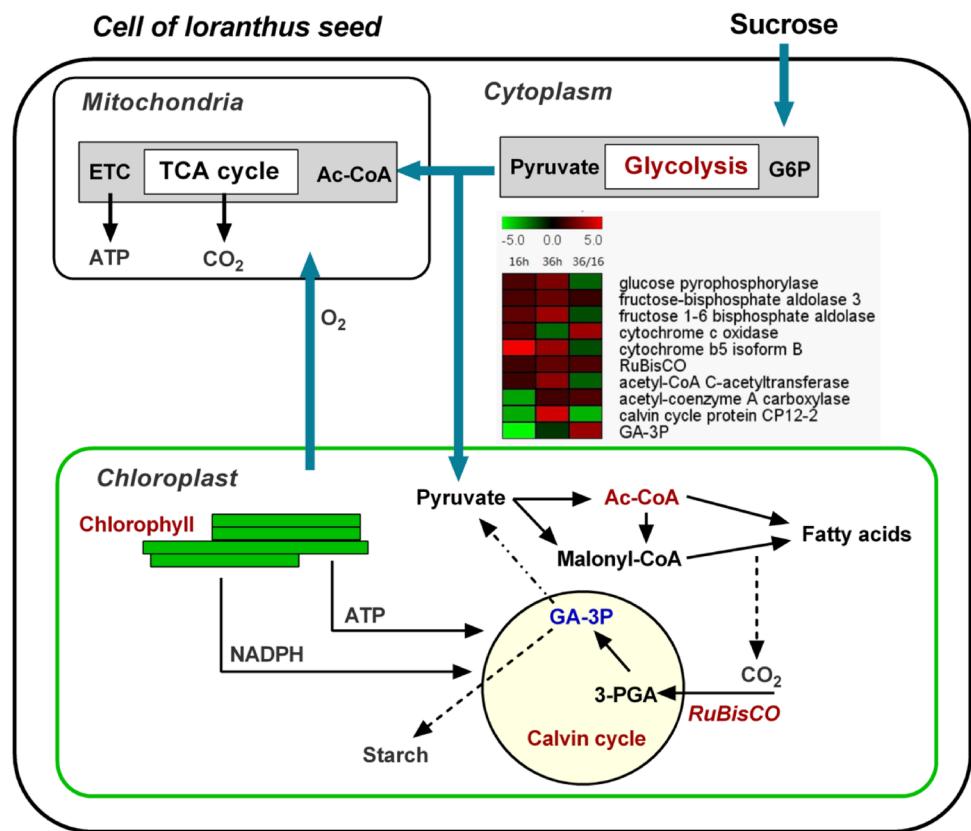 Cell of loranthus seed
Sucrose
Mitochondria
Cytoplasm
ETC
TCA cycle
Ac-CoA
Pyruvate
Glycolysis
G6P
ATP
CO₂
O₂
-5.0 0.0 5.0
16h 36h 36/16
glucose pyrophosphorylase
fructose-bisphosphate aldolase 3
fructose 1-6 bisphosphate aldolase
cytochrome c oxidase
cytochrome b5 isoform B
RuBisCO
acetyl-CoA C-acetyltransferase
acetyl-coenzyme A carboxylase
calvin cycle protein CP12-2
GA-3P
Chloroplast
Chlorophyll
Pyruvate
Ac-CoA
Fatty acids
Malonyl-CoA
ATP
GA-3P
NADPH
CO₂
3-PGA
RuBisCO
Calvin cycle
Starch